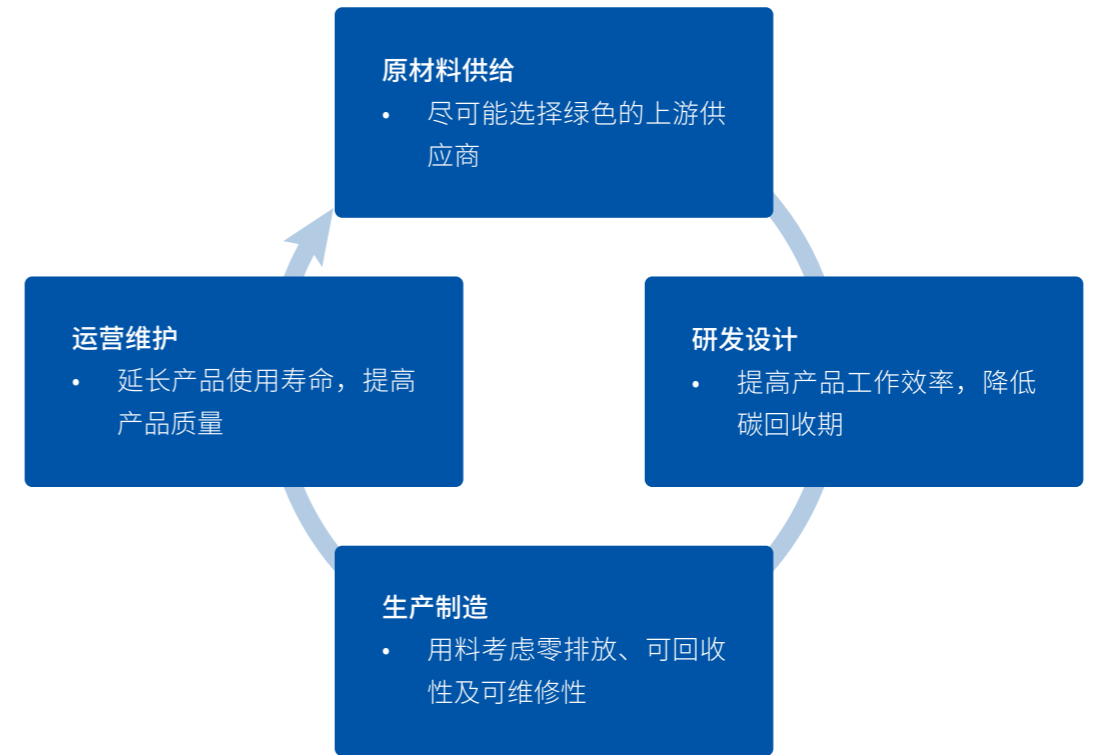 原材料供给
• 尽可能选择绿色的上游供
应商
运营维护
• 延长产品使用寿命，提高
产品质量
研发设计
• 提高产品工作效率，降低
碳回收期
生产制造
• 用料考虑零排放、可回收
性及可维修性